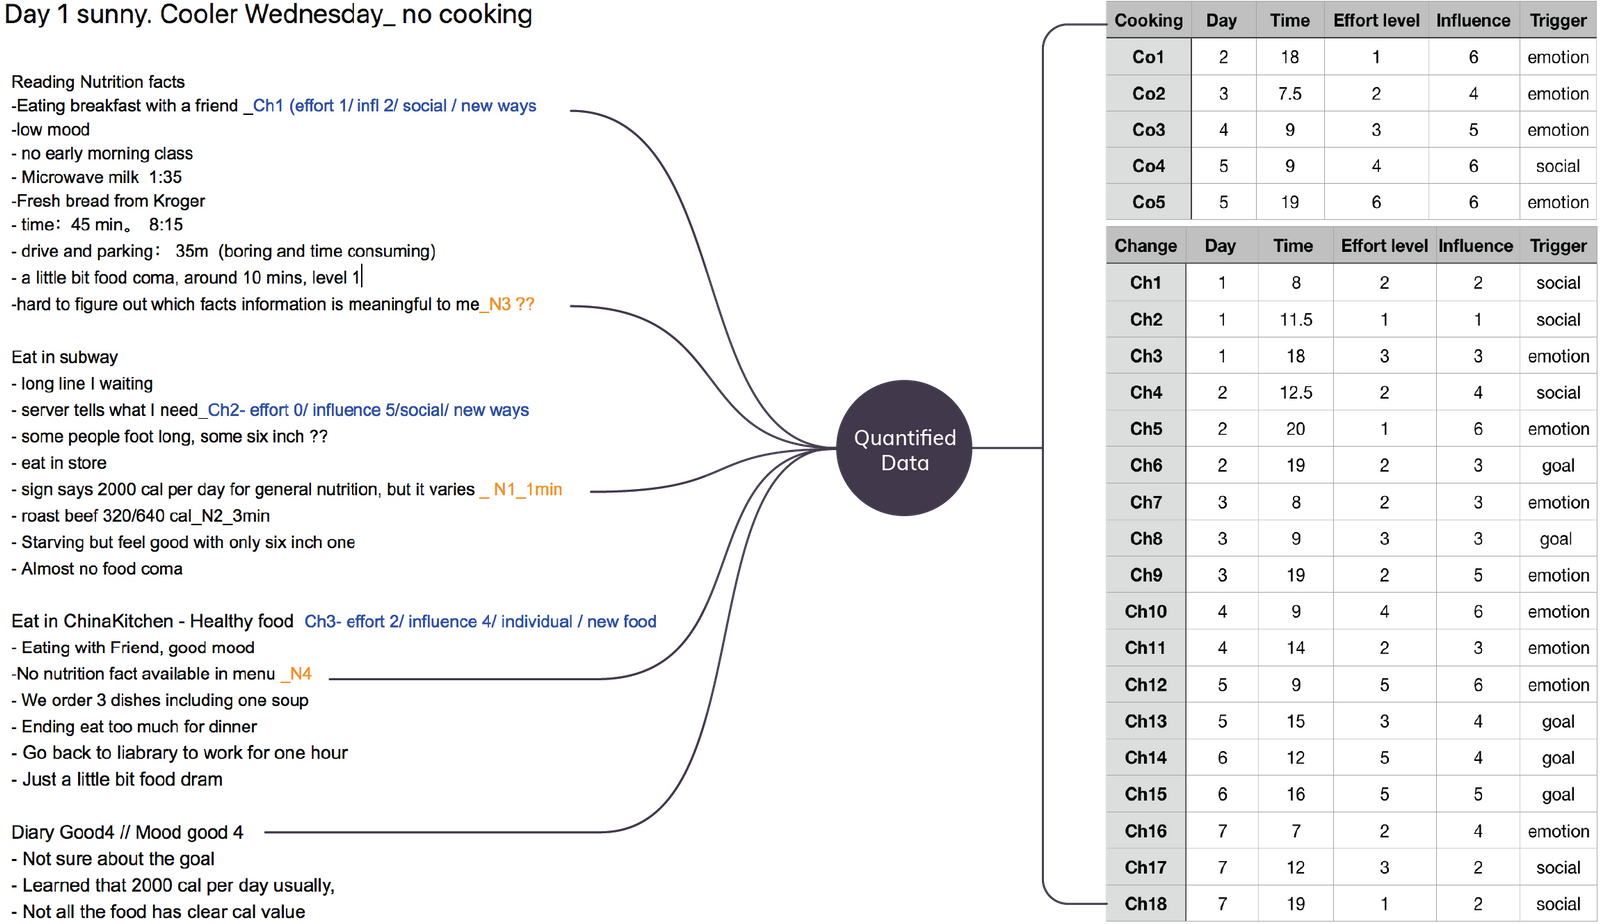 Day 1 sunny. Cooler Wednesday_ no cooking
Reading Nutrition facts
-Eating breakfast with a friend _Ch1 (effort 1/ infl 2/ social / new ways
-low mood
- no early morning class
- Microwave milk  1:35
-Fresh bread from Kroger
- time： 45 min。  8:15
- drive and parking： 35m  (boring and time consuming)
- a little bit food coma, around 10 mins, level 1
-hard to figure out which facts information is meaningful to me_N3 ??
Eat in subway
- long line I waiting
- server tells what I need_Ch2- effort 0/ influence 5/social/ new ways
- some people foot long, some six inch ??
- eat in store
- sign says 2000 cal per day for general nutrition, but it varies _ N1_1min
- roast beef 320/640 cal_N2_3min
- Starving but feel good with only six inch one
- Almost no food coma
Eat in ChinaKitchen - Healthy food  Ch3- effort 2/ influence 4/ individual / new food
- Eating with Friend, good mood
-No nutrition fact available in menu _N4
- We order 3 dishes including one soup
- Ending eat too much for dinner
- Go back to liabrary to work for one hour
- Just a little bit food dram
Diary Good4 // Mood good 4
- Not sure about the goal
- Learned that 2000 cal per day usually,
- Not all the food has clear cal value
Quantified
Data
Cooking Day Time Effort level Influence Trigger
Co1 2 18 1 6 emotion
Co2 3 7.5 2 4 emotion
Co3 4 9 3 5 emotion
Co4 5 9 4 6 social
Co5 5 19 6 6 emotion
Change Day Time Effort level Influence Trigger
Ch1 1 8 2 2 social
Ch2 1 11.5 1 1 social
Ch3 1 18 3 3 emotion
Ch4 2 12.5 2 4 social
Ch5 2 20 1 6 emotion
Ch6 2 19 2 3 goal
Ch7 3 8 2 3 emotion
Ch8 3 9 3 3 goal
Ch9 3 19 2 5 emotion
Ch10 4 9 4 6 emotion
Ch11 4 14 2 3 emotion
Ch12 5 9 5 6 emotion
Ch13 5 15 3 4 goal
Ch14 6 12 5 4 goal
Ch15 6 16 5 5 goal
Ch16 7 7 2 4 emotion
Ch17 7 12 3 2 social
Ch18 7 19 1 2 social